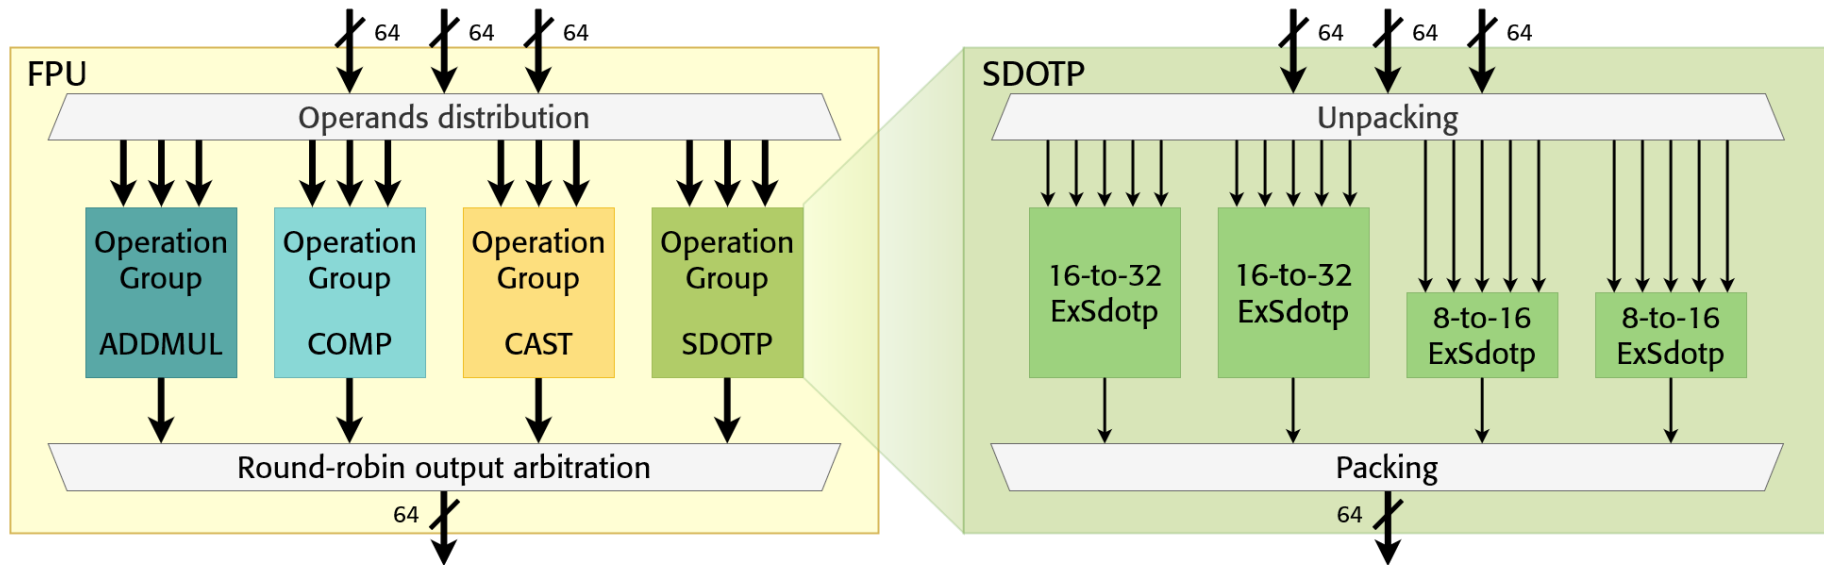 64 64 64
FPU
Operands distribution
Operation Group ADDMUL
Operation Group COMP
Operation Group CAST
Operation Group SDOTP
Round-robin output arbitration
64
64 64 64
SDOTP
Unpacking
16-to-32 ExSdotp
16-to-32 ExSdotp
8-to-16 ExSdotp
8-to-16 ExSdotp
Packing
64